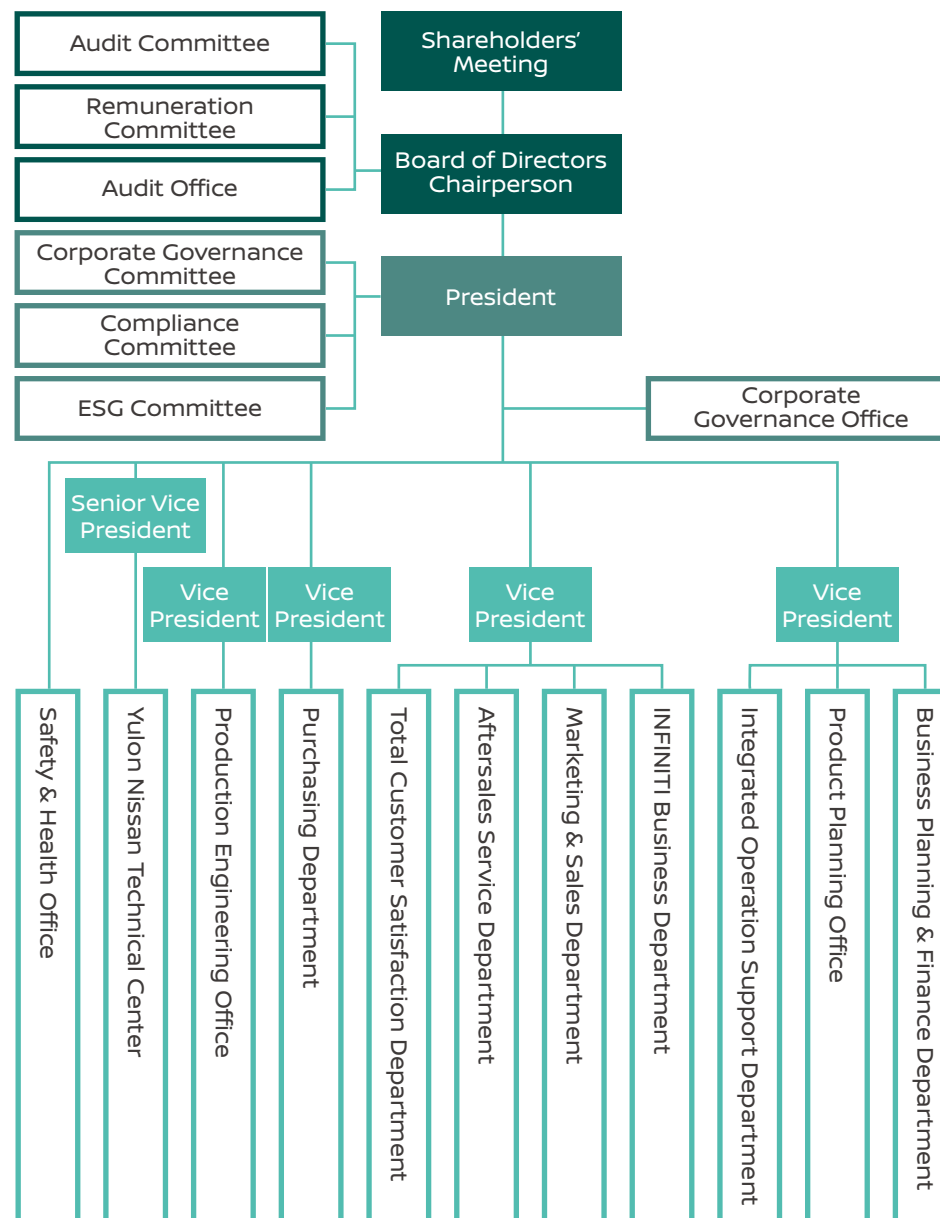 Audit Committee
Shareholders’
Meeting
Remuneration
Committee
Board of Directors
Chairperson
Audit Office
Corporate Governance
Committee
President
Compliance
Committee
ESG Committee
Corporate
Governance Office
Senior Vice
President
Vice
President
Vice
President
Vice
President
Vice
President
Safety & Health Office
Yulon Nissan Technical Center
Production Engineering Office
Purchasing Department
Total Customer Satisfaction Department
Aftersales Service Department
Marketing & Sales Department
INFINITI Business Department
Integrated Operation Support Department
Product Planning Office
Business Planning & Finance Department